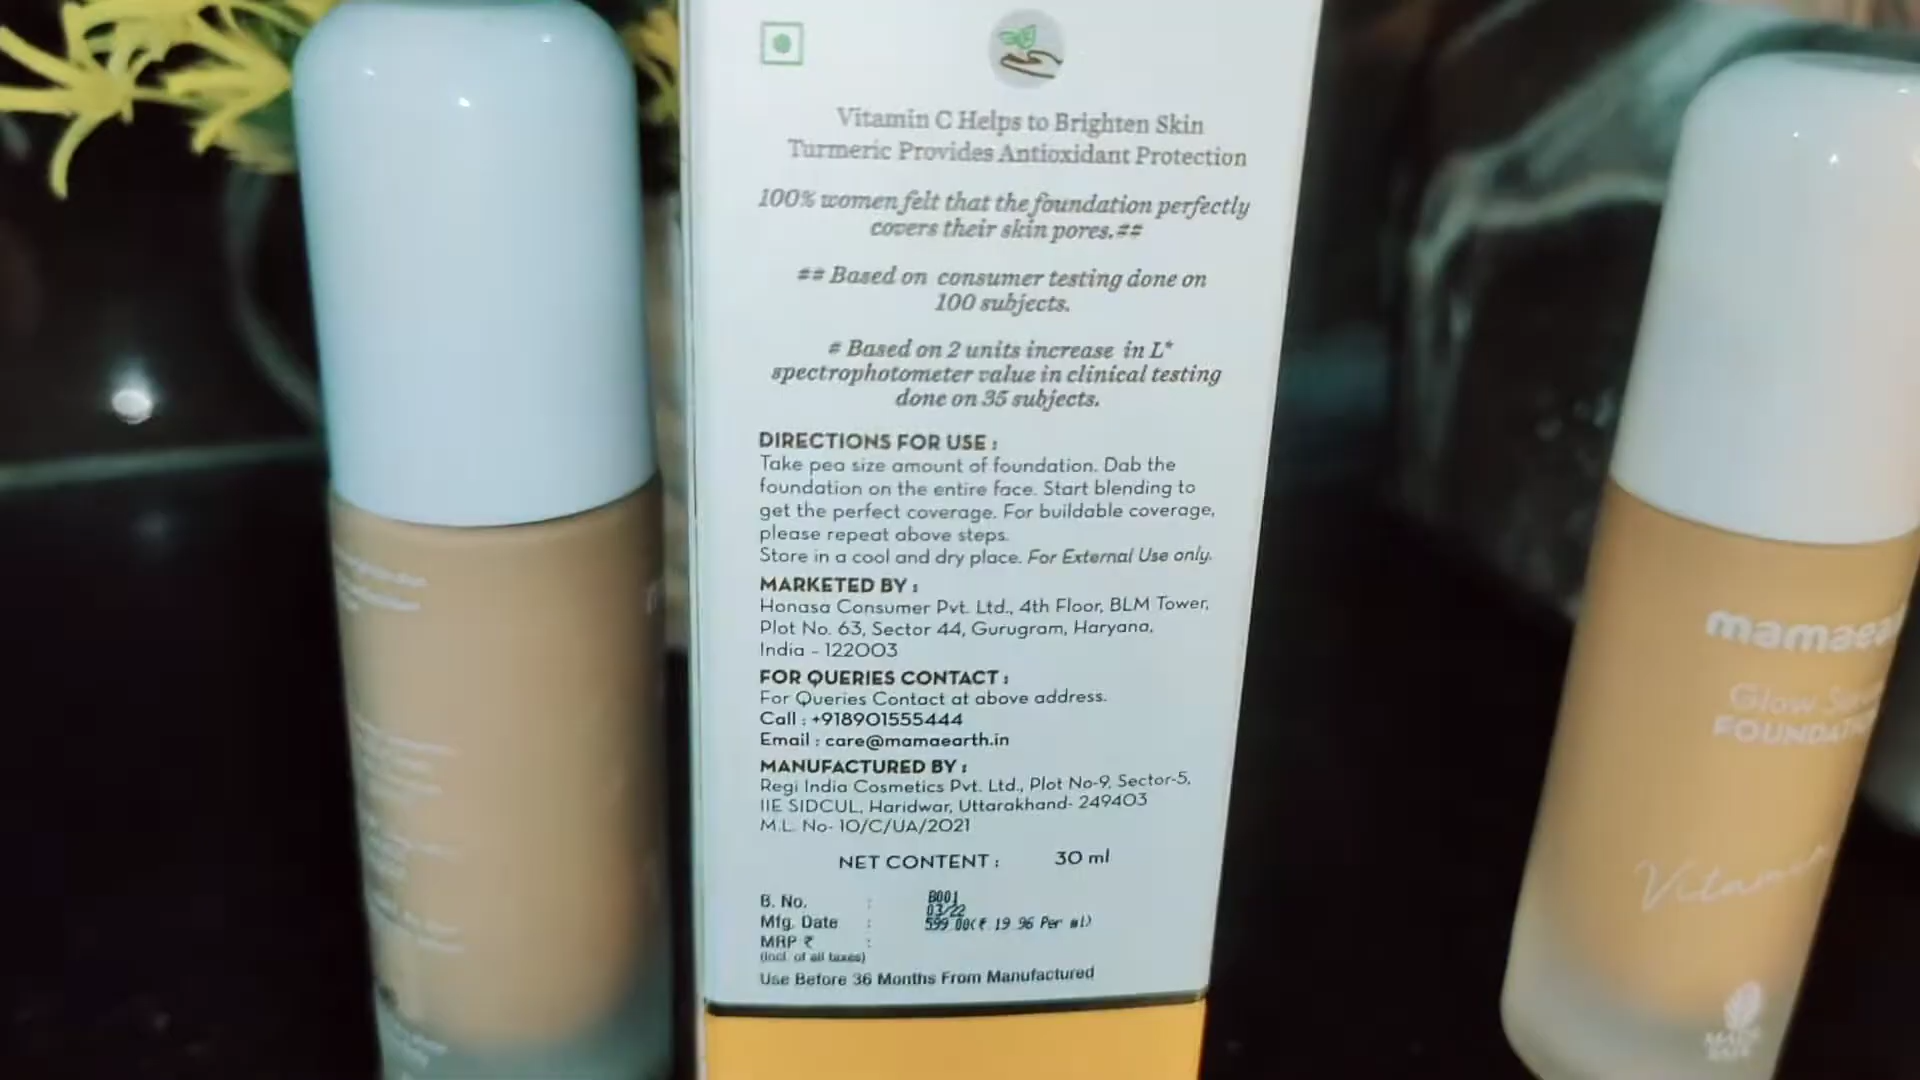 Vitamin C Helps to Brighten Skin
Turmeric Provides Antioxidant Protection
100% women felt that the foundation perfectly
covers their skin pores.##
## Based on consumer testing done on
100 subjects.
# Based on 2 units increase in L*
spectrophotometer value in clinical testing
done on 35 subjects.
DIRECTIONS FOR USE :
Take pea size amount of foundation. Dab the
foundation on the entire face. Start blending to
get the perfect coverage. For buildable coverage,
please repeat above steps.
Store in a cool and dry place. For External Use only.
MARKETED BY :
Honasa Consumer Pvt. Ltd., 4th Floor, BLM Tower,
Plot No. 63, Sector 44, Gurugram, Haryana,
India - 122003
FOR QUERIES CONTACT :
For Queries Contact at above address.
Call : +918901555444
Email : care@mamaearth.in
MANUFACTURED BY :
Regi India Cosmetics Pvt. Ltd., Plot No-9, Sector-5,
IIE SIDCUL, Haridwar, Uttarakhand- 249403
M.L. No- 10/C/UA/2021
NET CONTENT : 30 ml
B. No. : B001
Mfg. Date : 03/22
MRP ₹ : 599.00(₹ 19.96 Per ml)
(incl. of all taxes)
Use Before 36 Months From Manufactured
mamaea
Glow Se
FOUNDAT
Vitam
MADE
SAFE